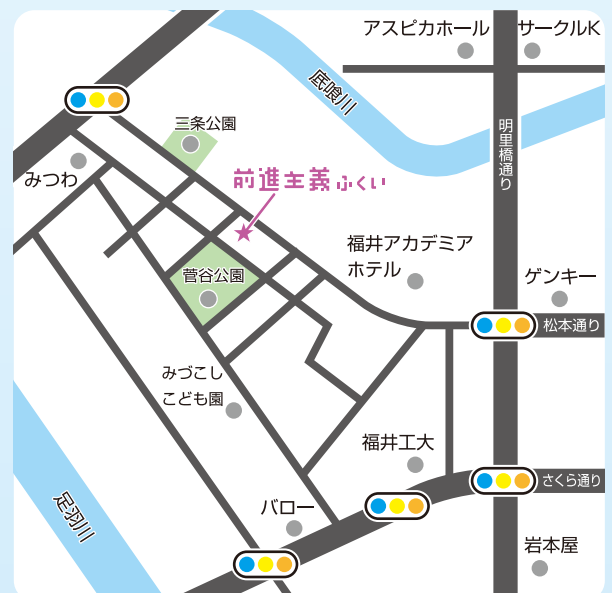 アスピカホール
サークルK
底喰川
三条公園
明里橋通り
みつわ
前進主義ふくい
福井アカデミア
ホテル
菅谷公園
ゲンキー
松本通り
みづこし
こども園
福井工大
さくら通り
足羽川
バロー
岩本屋